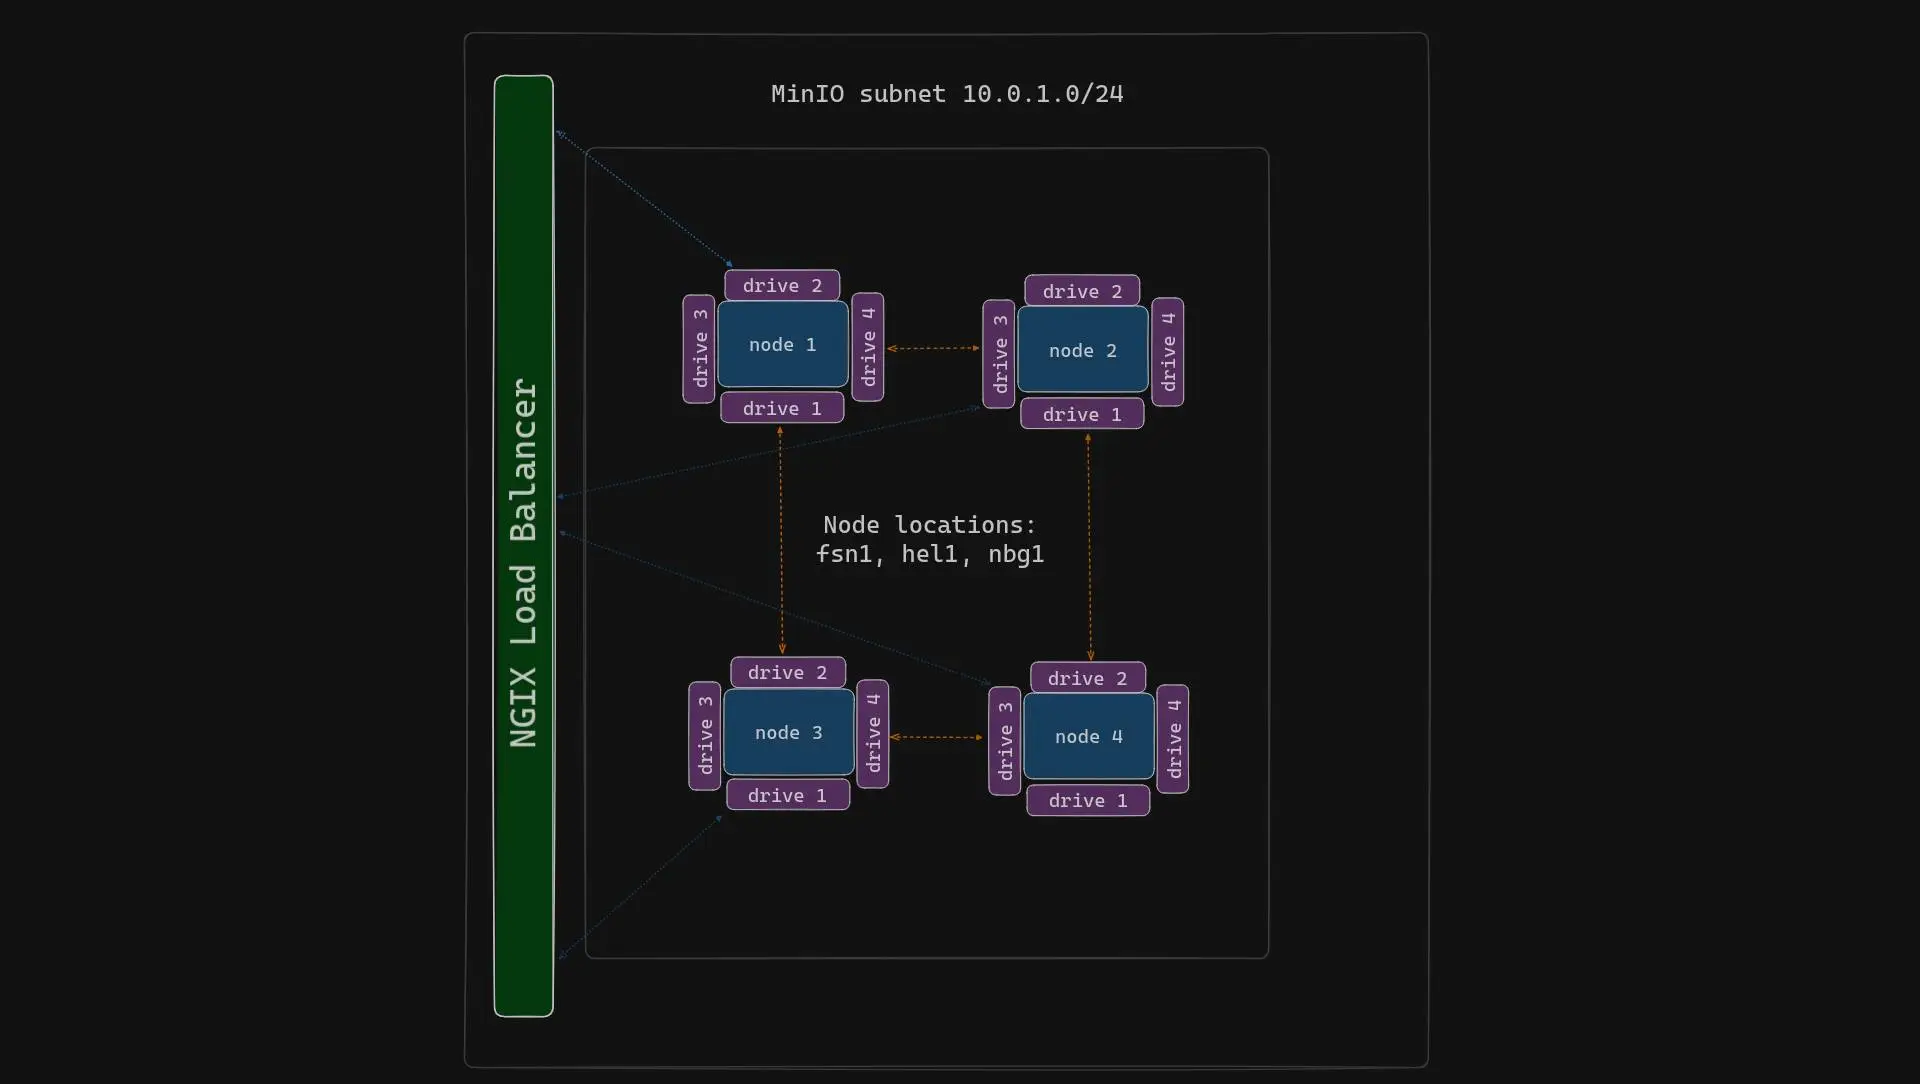 MinIO subnet 10.0.1.0/24
NGIX Load Balancer
drive 2
drive 3
node 1
drive 4
drive 1
drive 2
drive 3
node 2
drive 4
drive 1
Node locations:
fsn1, hel1, nbg1
drive 2
drive 3
node 3
drive 4
drive 1
drive 2
drive 3
node 4
drive 4
drive 1